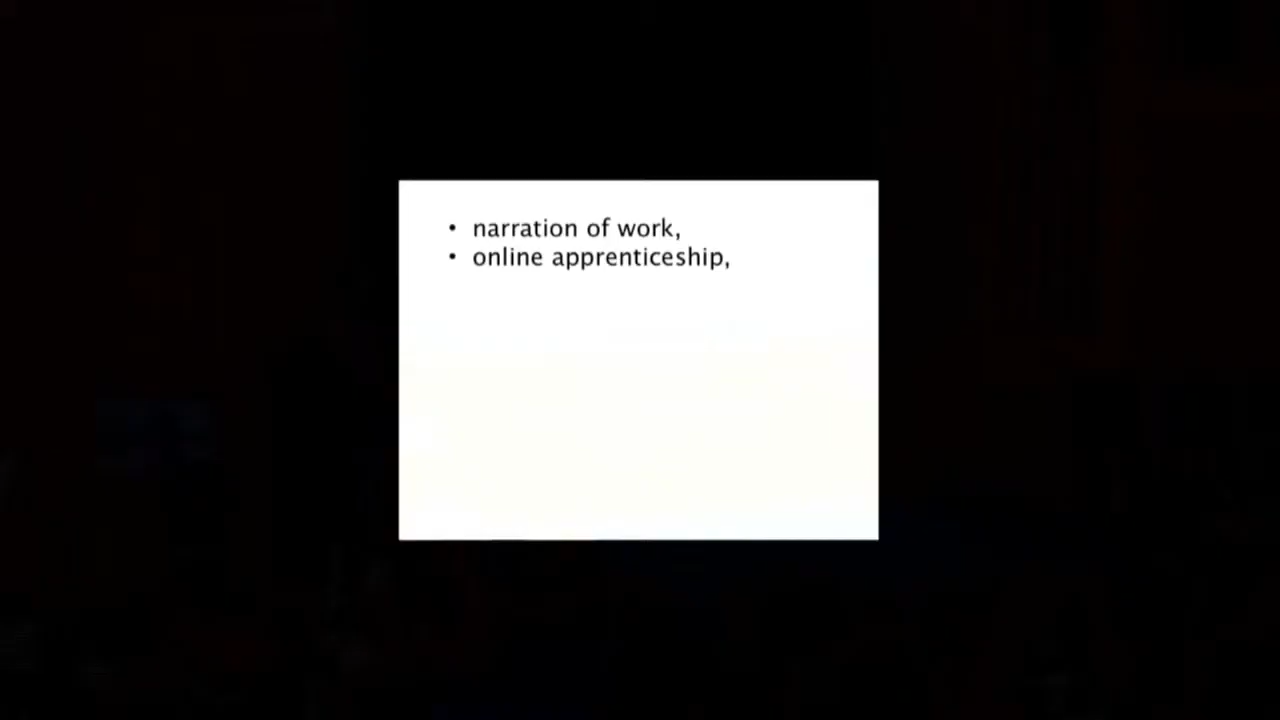 • narration of work,
• online apprenticeship,